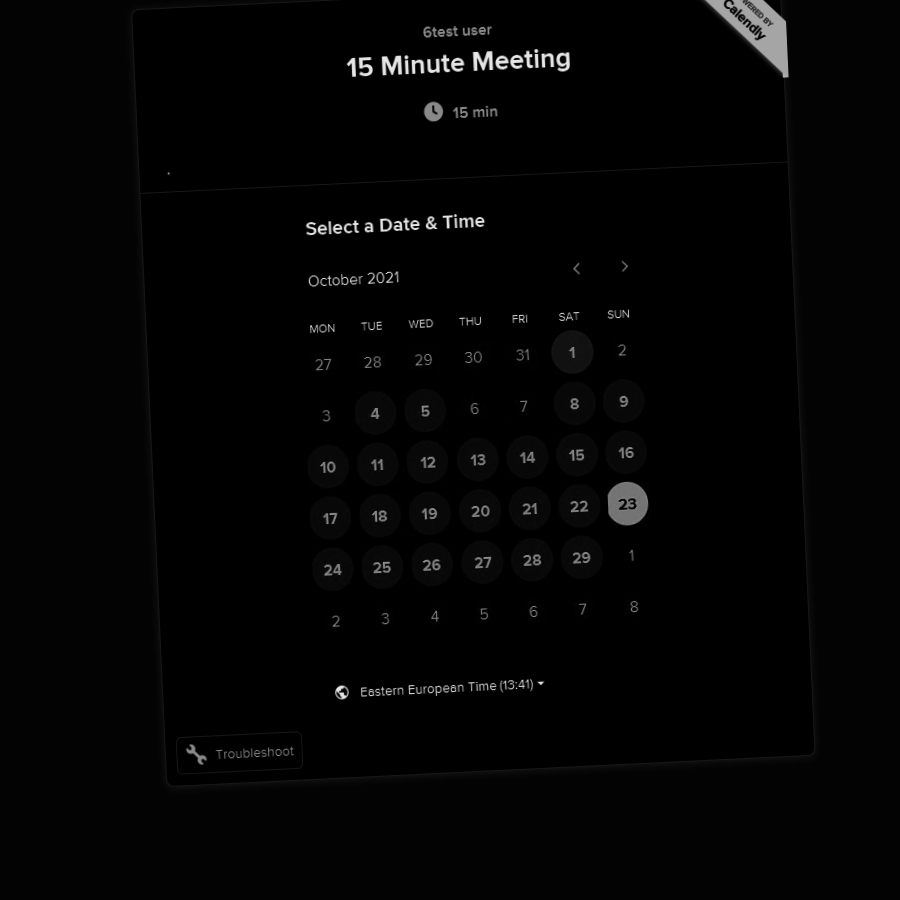 POWERED BY
Calendly
6test user
15 Minute Meeting
15 min
.
Select a Date & Time
October 2021
MON TUE WED THU FRI SAT SUN
27 28 29 30 31 1 2
3 4 5 6 7 8 9
10 11 12 13 14 15 16
17 18 19 20 21 22 23
24 25 26 27 28 29 1
2 3 4 5 6 7 8
Eastern European Time (13:41)
Troubleshoot